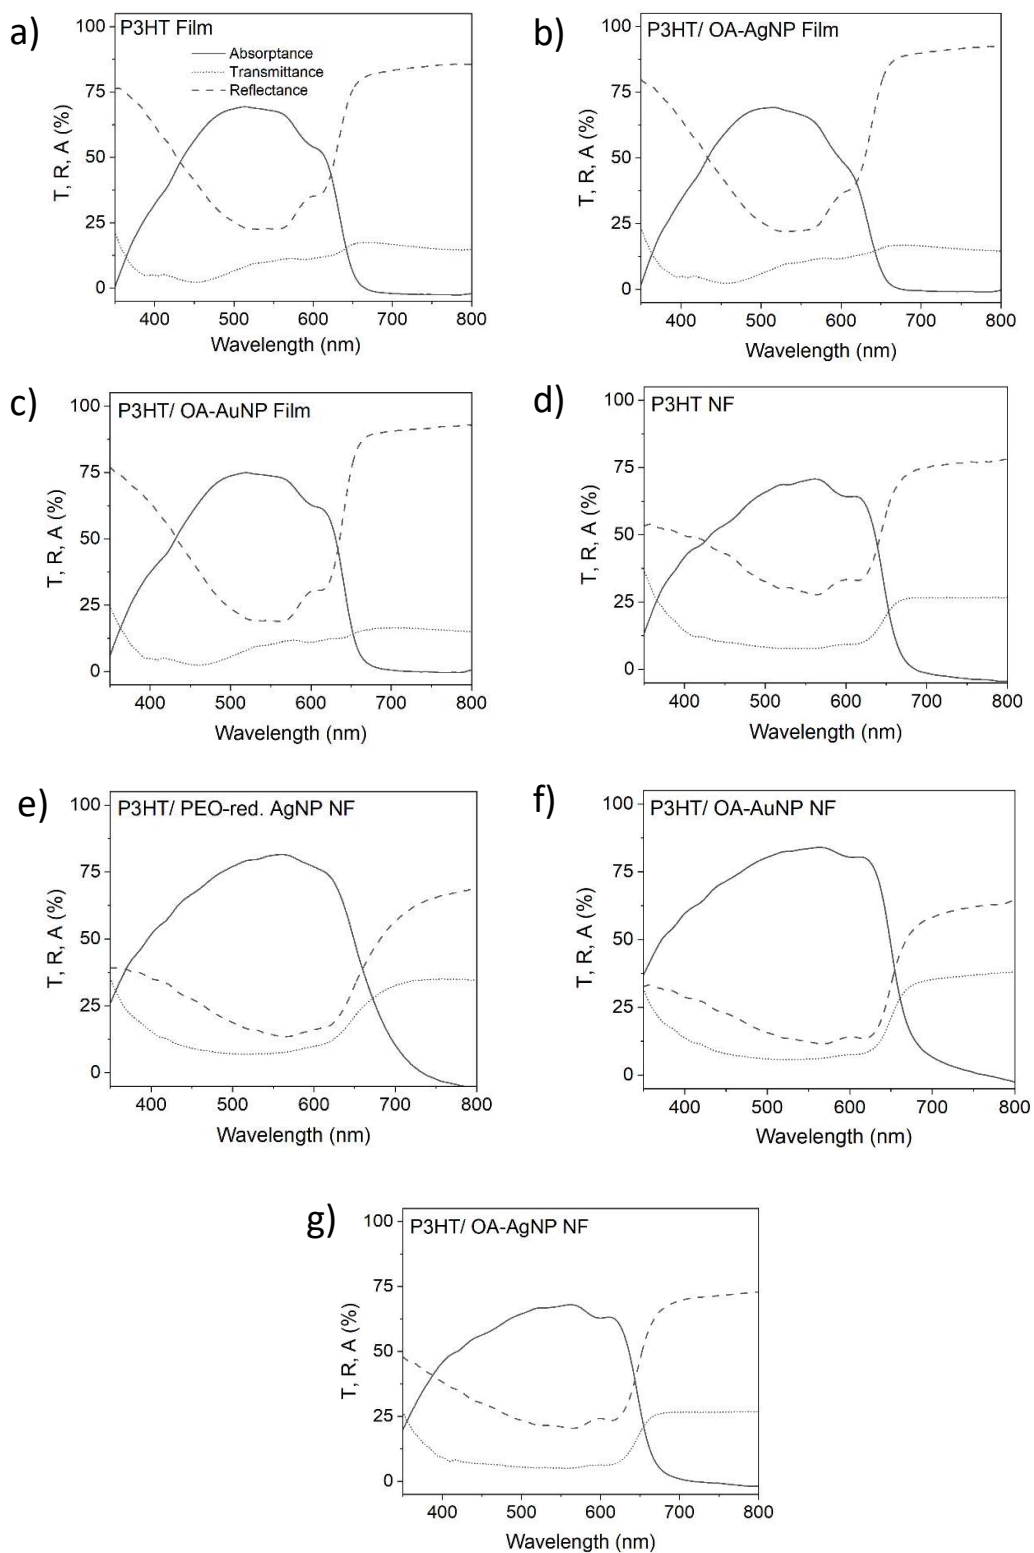 a)
P3HT Film
Absorptance
Transmittance
Reflectance
T, R, A (%)
100
75
50
25
0
400 500 600 700 800
Wavelength (nm)
b)
P3HT/ OA-AgNP Film
T, R, A (%)
100
75
50
25
0
400 500 600 700 800
Wavelength (nm)
c)
P3HT/ OA-AuNP Film
T, R, A (%)
100
75
50
25
0
400 500 600 700 800
Wavelength (nm)
d)
P3HT NF
T, R, A (%)
100
75
50
25
0
400 500 600 700 800
Wavelength (nm)
e)
P3HT/ PEO-red. AgNP NF
T, R, A (%)
100
75
50
25
0
400 500 600 700 800
Wavelength (nm)
f)
P3HT/ OA-AuNP NF
T, R, A (%)
100
75
50
25
0
400 500 600 700 800
Wavelength (nm)
g)
P3HT/ OA-AgNP NF
T, R, A (%)
100
75
50
25
0
400 500 600 700 800
Wavelength (nm)